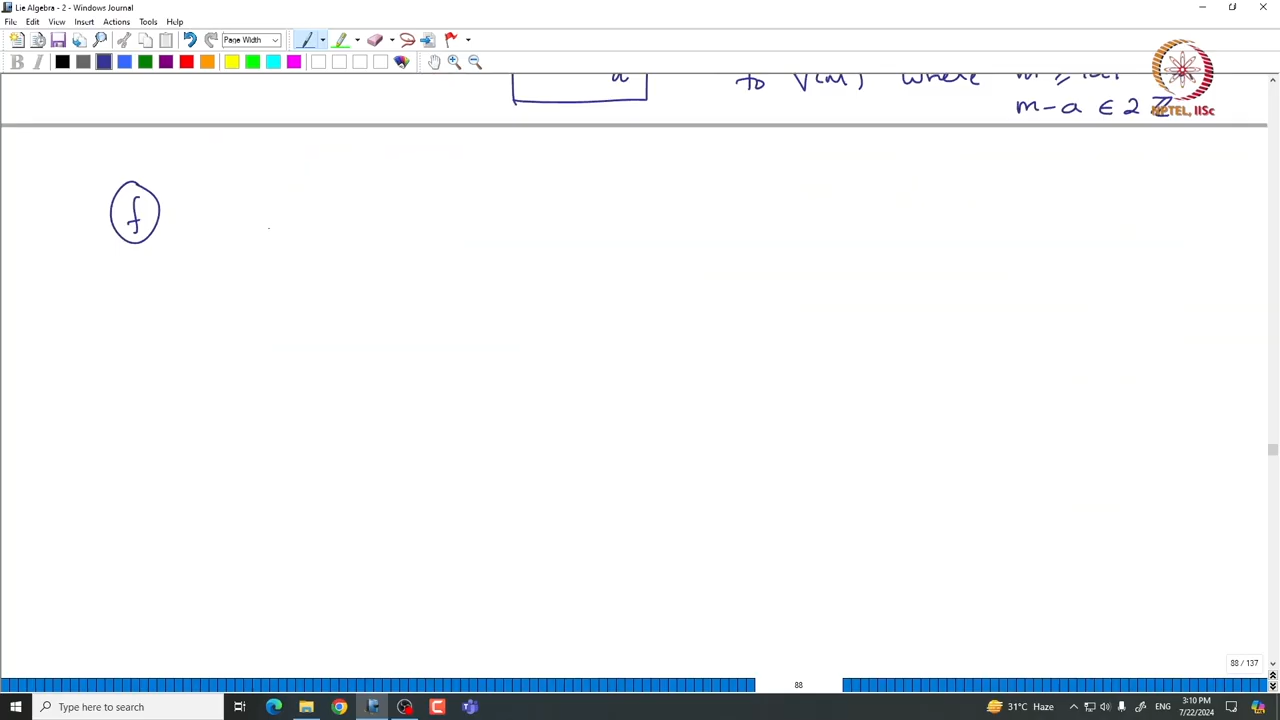 Lie Algebra - 2 - Windows Journal
File Edit View Insert Actions Tools Help
Page Width
B I
a to V(m) where m ≥ |a|
m - a ∈ 2 ℤ
NPTEL, IISc
f
88 / 137
88
Type here to search
31°C Haze
ENG
3:10 PM
7/22/2024